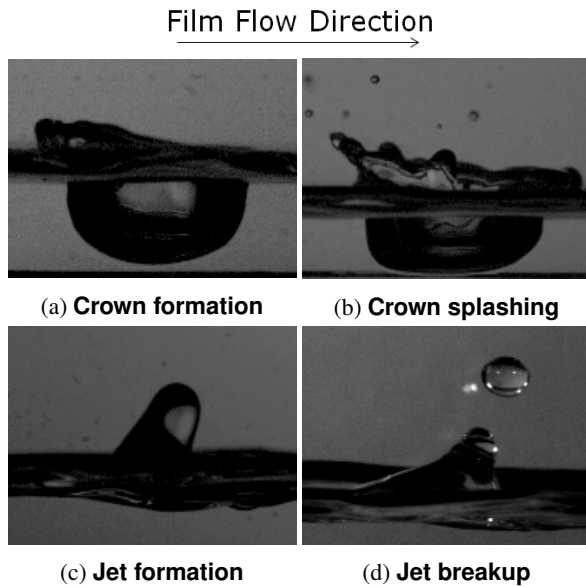 Film Flow Direction
(a) Crown formation
(b) Crown splashing
(c) Jet formation
(d) Jet breakup